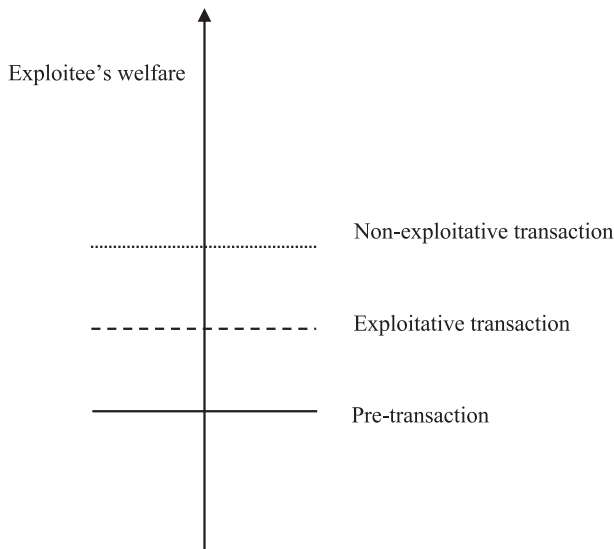 Exploitee’s welfare
Non-exploitative transaction
Exploitative transaction
Pre-transaction